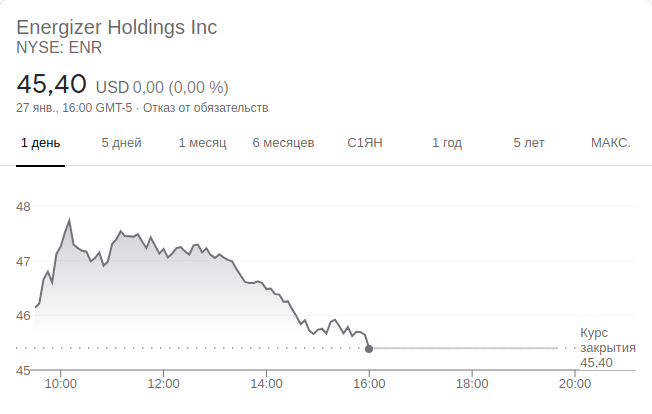 Energizer Holdings Inc
NYSE: ENR
45,40 USD 0,00 (0,00 %)
27 янв., 16:00 GMT-5 · Отказ от обязательств
1 день 5 дней 1 месяц 6 месяцев С1ЯН 1 год 5 лет МАКС.
48
47
46
45
Курс
закрытия
45,40
10:00 12:00 14:00 16:00 18:00 20:00